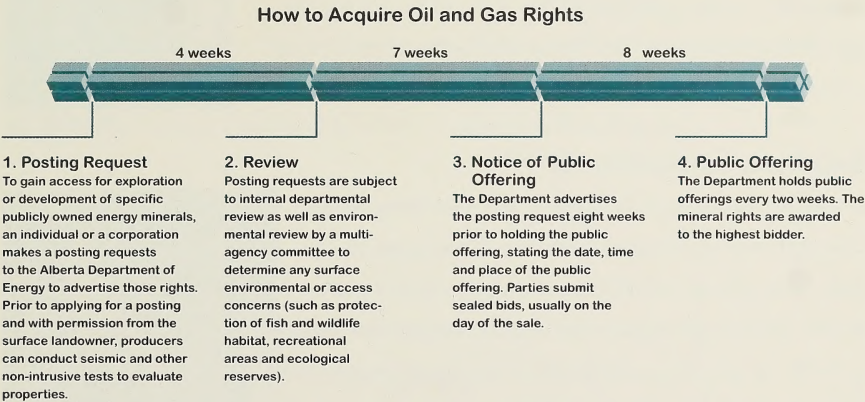 How to Acquire Oil and Gas Rights
4 weeks
7 weeks
8 weeks
1. Posting Request
To gain access for exploration
or development of specific
publicly owned energy minerals,
an individual or a corporation
makes a posting requests
to the Alberta Department of
Energy to advertise those rights.
Prior to applying for a posting
and with permission from the
surface landowner, producers
can conduct seismic and other
non-intrusive tests to evaluate
properties.
2. Review
Posting requests are subject
to internal departmental
review as well as environ-
mental review by a multi-
agency committee to
determine any surface
environmental or access
concerns (such as protec-
tion of fish and wildlife
habitat, recreational
areas and ecological
reserves).
3. Notice of Public
Offering
The Department advertises
the posting request eight weeks
prior to holding the public
offering, stating the date, time
and place of the public
offering. Parties submit
sealed bids, usually on the
day of the sale.
4. Public Offering
The Department holds public
offerings every two weeks. The
mineral rights are awarded
to the highest bidder.